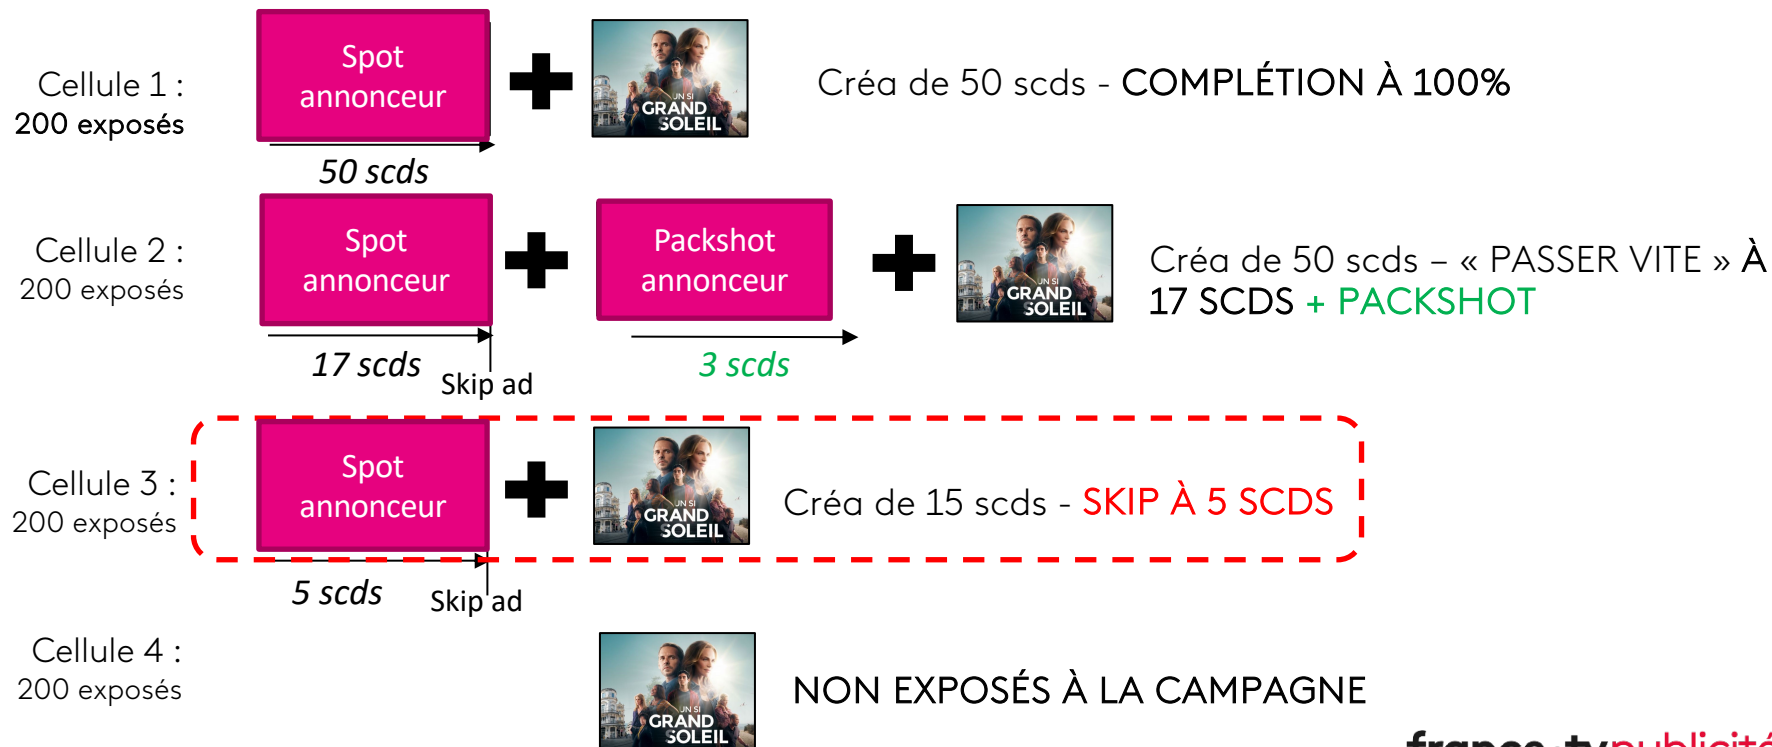 Cellule 1 :
200 exposés
Spot
annonceur
50 scds
UN SI
GRAND
SOLEIL
Créa de 50 scds - COMPLÉTION À 100%
Cellule 2 :
200 exposés
Spot
annonceur
17 scds
Skip ad
Packshot
annonceur
3 scds
UN SI
GRAND
SOLEIL
Créa de 50 scds – « PASSER VITE » À
17 SCDS + PACKSHOT
Cellule 3 :
200 exposés
Spot
annonceur
5 scds
Skip ad
UN SI
GRAND
SOLEIL
Créa de 15 scds - SKIP À 5 SCDS
Cellule 4 :
200 exposés
UN SI
GRAND
SOLEIL
NON EXPOSÉS À LA CAMPAGNE
france•tvpublicité